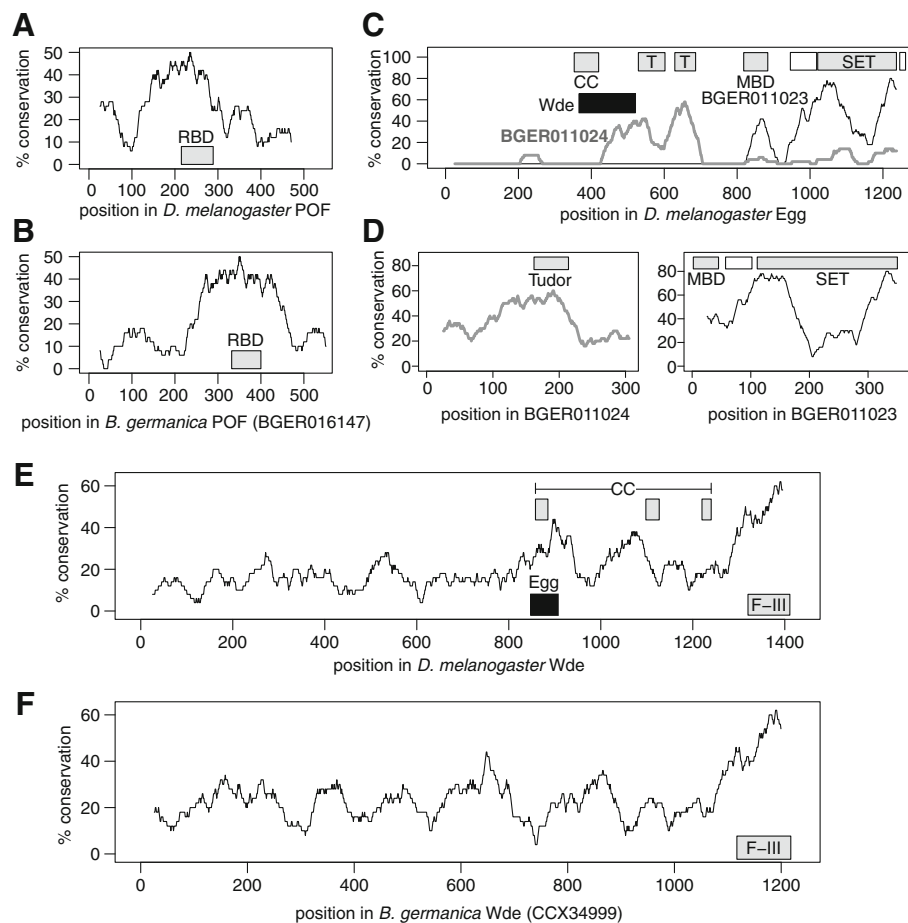 A
% conservation
50
40
30
20
10
0
RBD
0 100 200 300 400 500
position in D. melanogaster POF
B
% conservation
50
40
30
20
10
0
RBD
0 100 200 300 400 500
position in B. germanica POF (BGER016147)
C
% conservation
100
80
60
40
20
0
CC
T
T
MBD
SET
Wde
BGER011023
BGER011024
0 200 400 600 800 1000 1200
position in D. melanogaster Egg
D
% conservation
80
60
40
20
0
Tudor
0 50 100 200 300
position in BGER011024
80
60
40
20
0
MBD
SET
0 100 200 300
position in BGER011023
E
% conservation
60
40
20
0
CC
Egg
F-III
0 200 400 600 800 1000 1200 1400
position in D. melanogaster Wde
F
% conservation
60
40
20
0
F-III
0 200 400 600 800 1000 1200
position in B. germanica Wde (CCX34999)